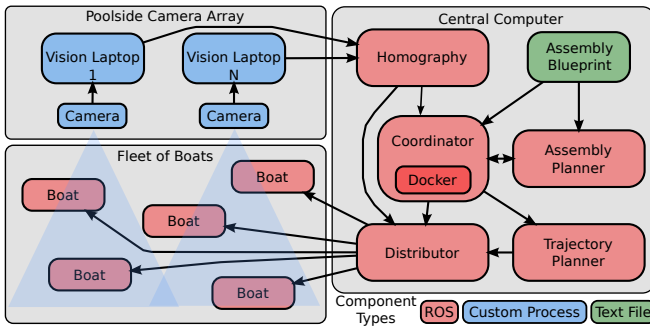 Poolside Camera Array
Vision Laptop
1
Vision Laptop
N
Camera
Camera
Fleet of Boats
Boat
Boat
Boat
Boat
Boat
Central Computer
Homography
Assembly
Blueprint
Coordinator
Docker
Assembly
Planner
Distributor
Trajectory
Planner
Component
Types
ROS
Custom Process
Text File